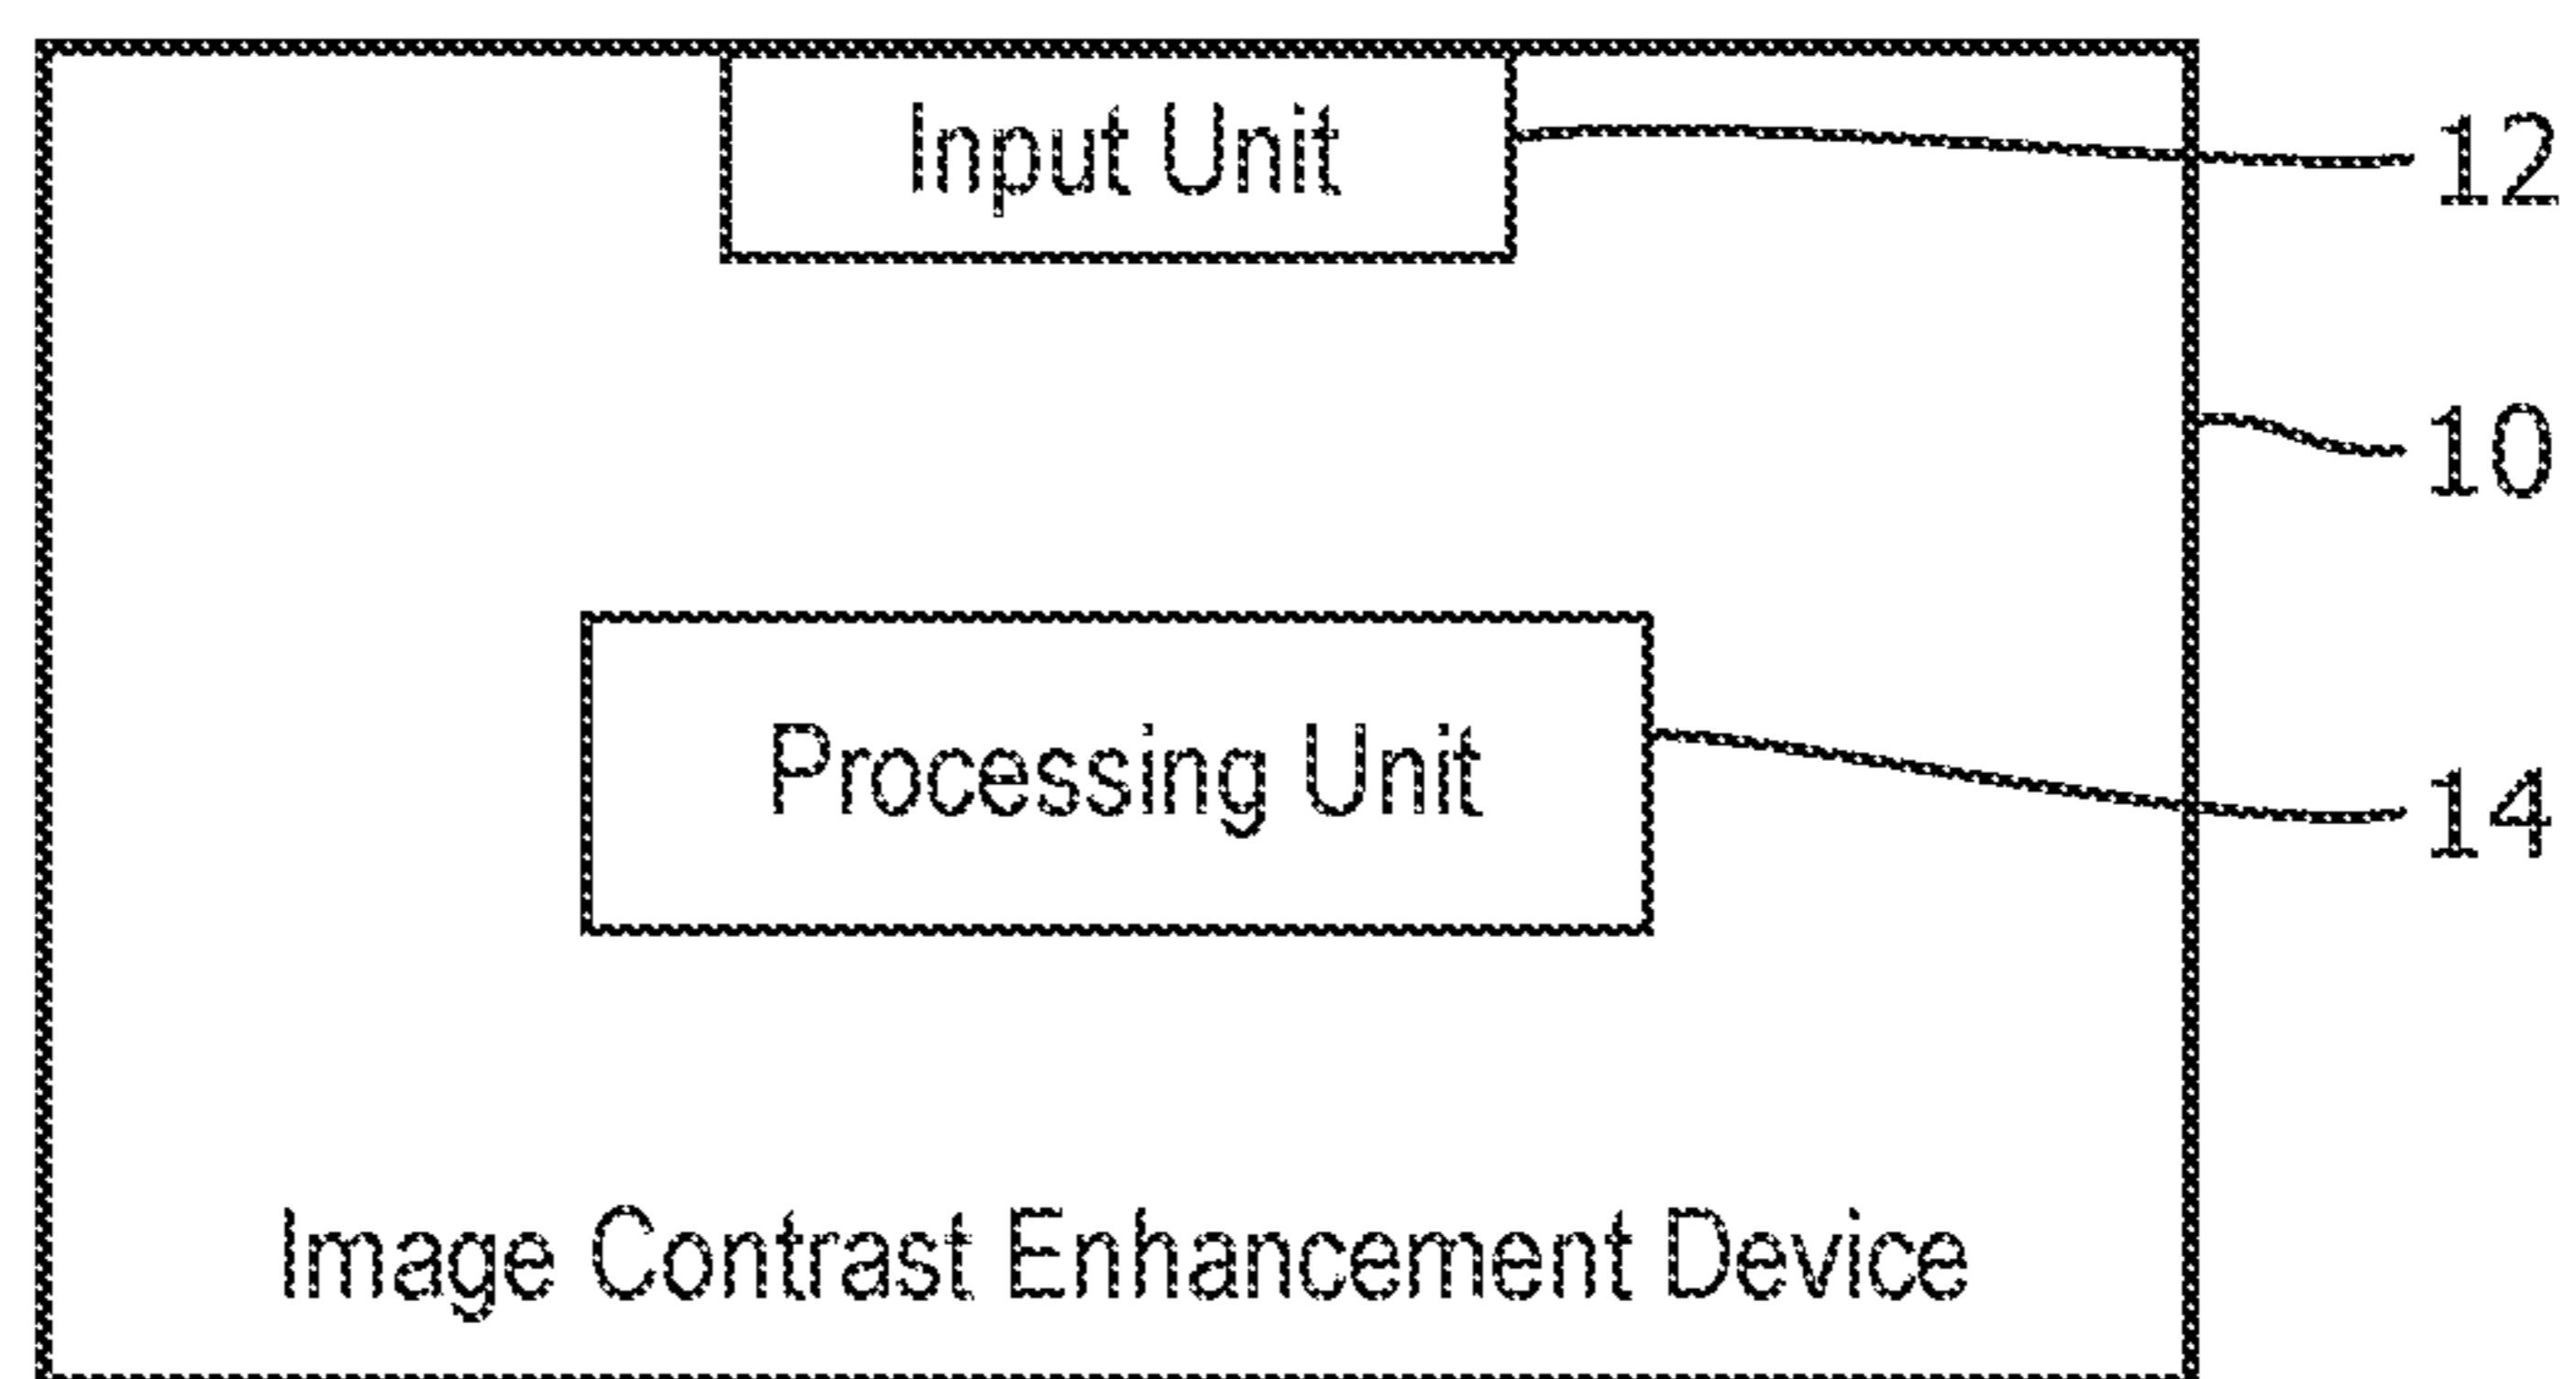 Input Unit
12
10
Processing Unit
14
Image Contrast Enhancement Device